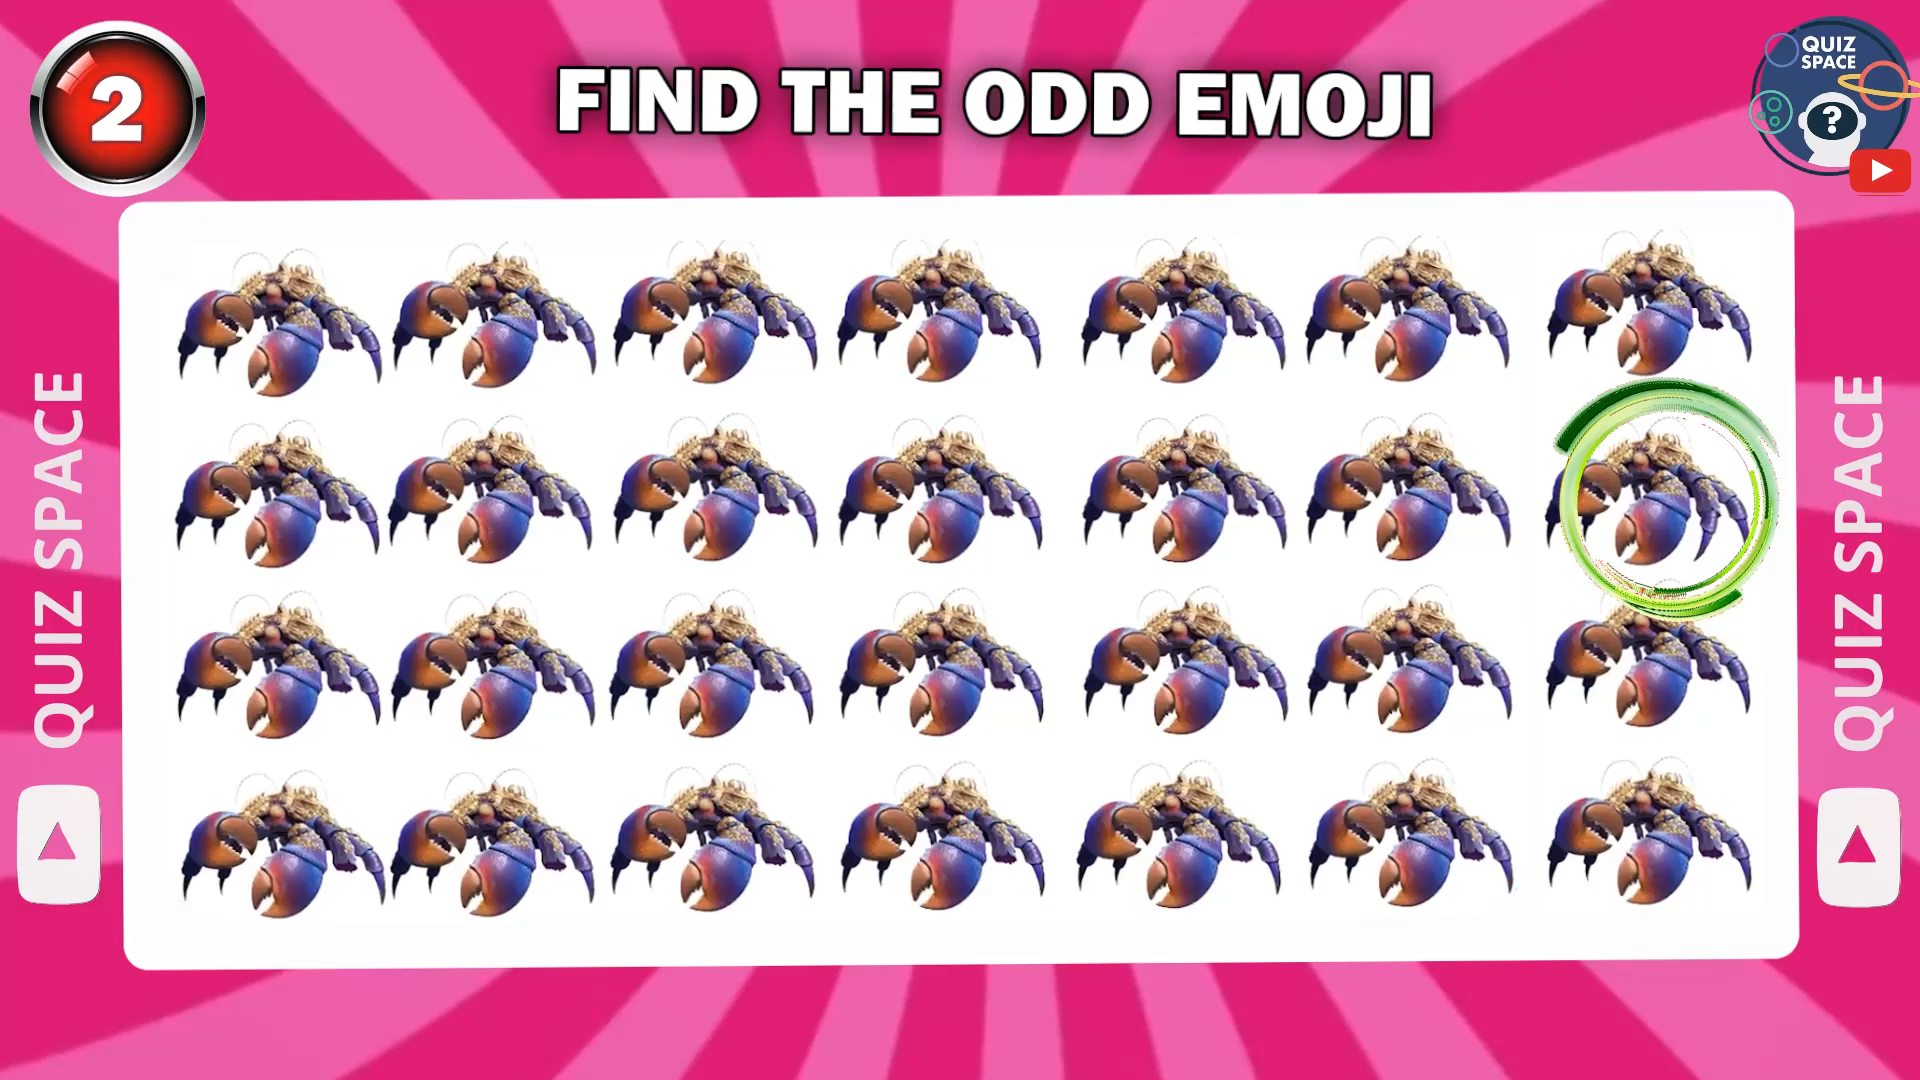 2
FIND THE ODD EMOJI
QUIZ
SPACE
?
QUIZ SPACE
QUIZ SPACE